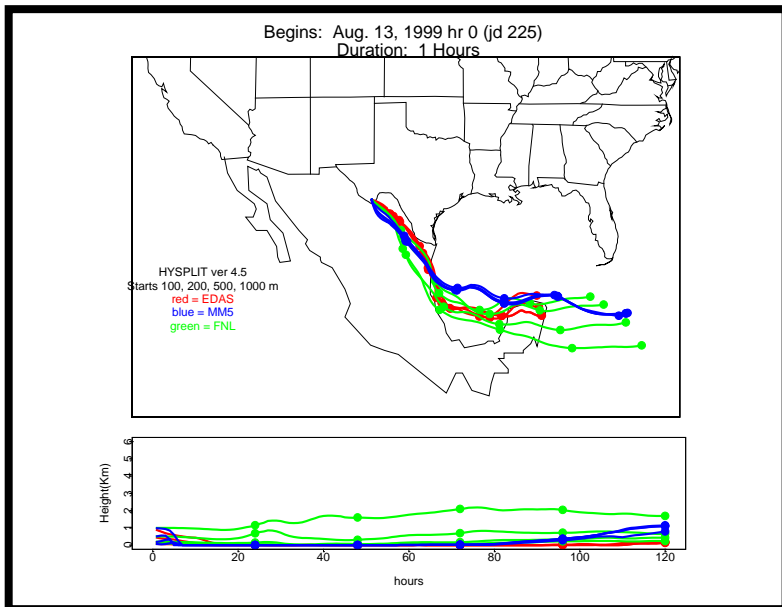 Begins: Aug. 13, 1999 hr 0 (jd 225)
Duration: 1 Hours
HYSPLIT ver 4.5
Starts 100, 200, 500, 1000 m
red = EDAS
blue = MM5
green = FNL
Height(Km)
6
5
4
3
2
1
0
0 20 40 60 80 100 120
hours